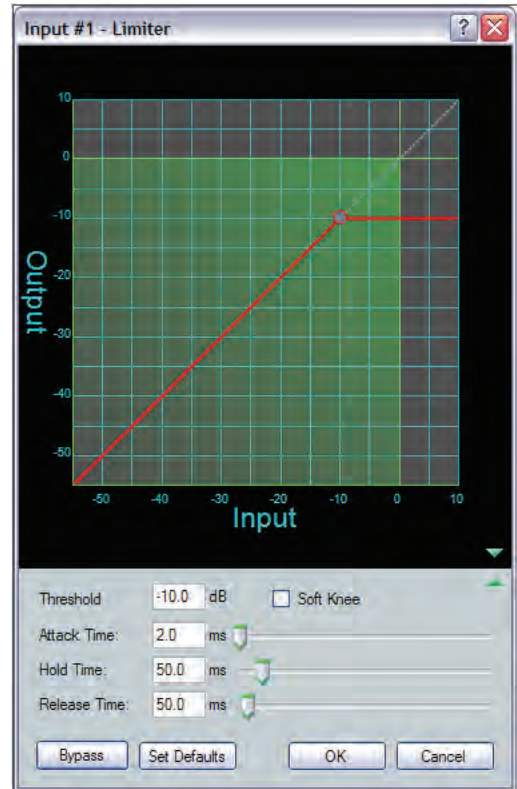 Input #1 - Limiter
?
10
0
-10
-20
-30
-40
-50
Output
-50 -40 -30 -20 -10 0 10
Input
Threshold -10.0 dB Soft Knee
Attack Time: 2.0 ms
Hold Time: 50.0 ms
Release Time: 50.0 ms
Bypass Set Defaults OK Cancel